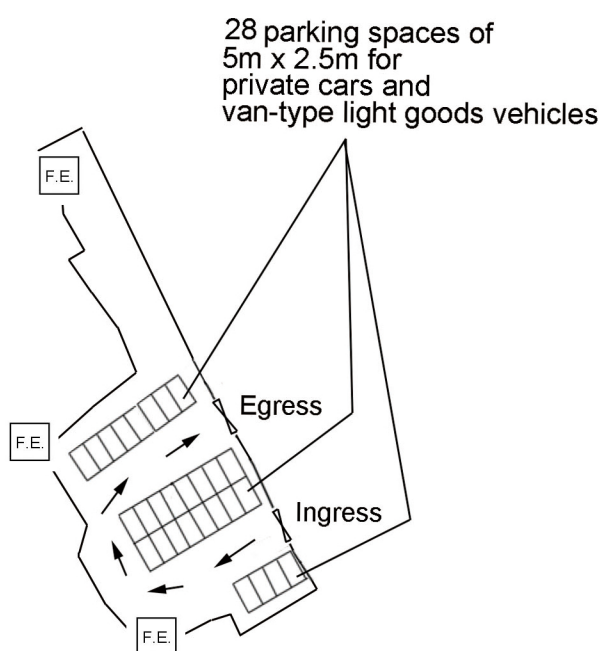 28 parking spaces of
5m x 2.5m for
private cars and
van-type light goods vehicles
F.E.
Egress
F.E.
Ingress
F.E.